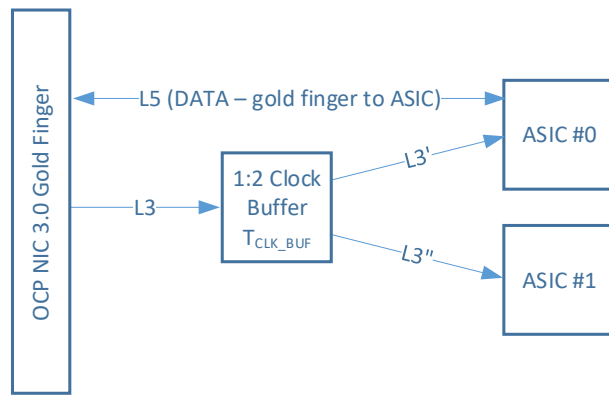 OCP NIC 3.0 Gold Finger
L5 (DATA – gold finger to ASIC)
ASIC #0
L3'
1:2 Clock
Buffer
TCLK_BUF
L3
L3"
ASIC #1